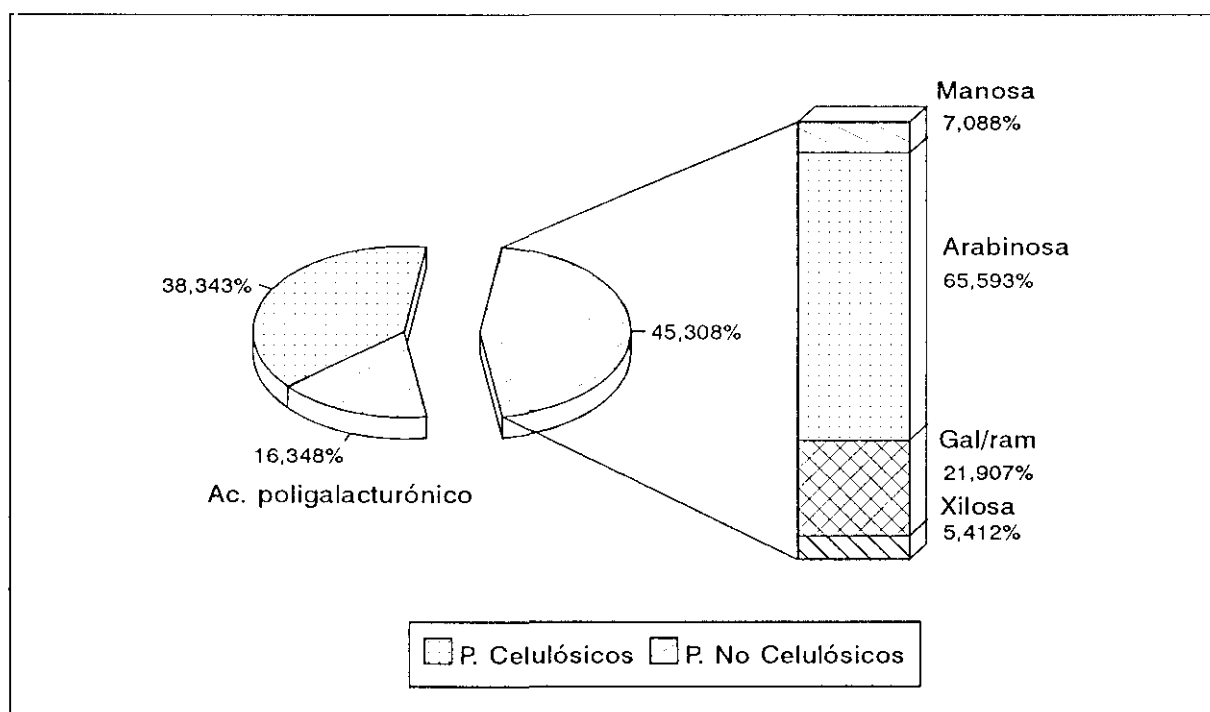 Manosa
7,088%
Arabinosa
65,593%
38,343%
45,308%
Gal/ram
21,907%
16,348%
Xilosa
5,412%
Ac. poligalacturónico
P. Celulósicos P. No Celulósicos